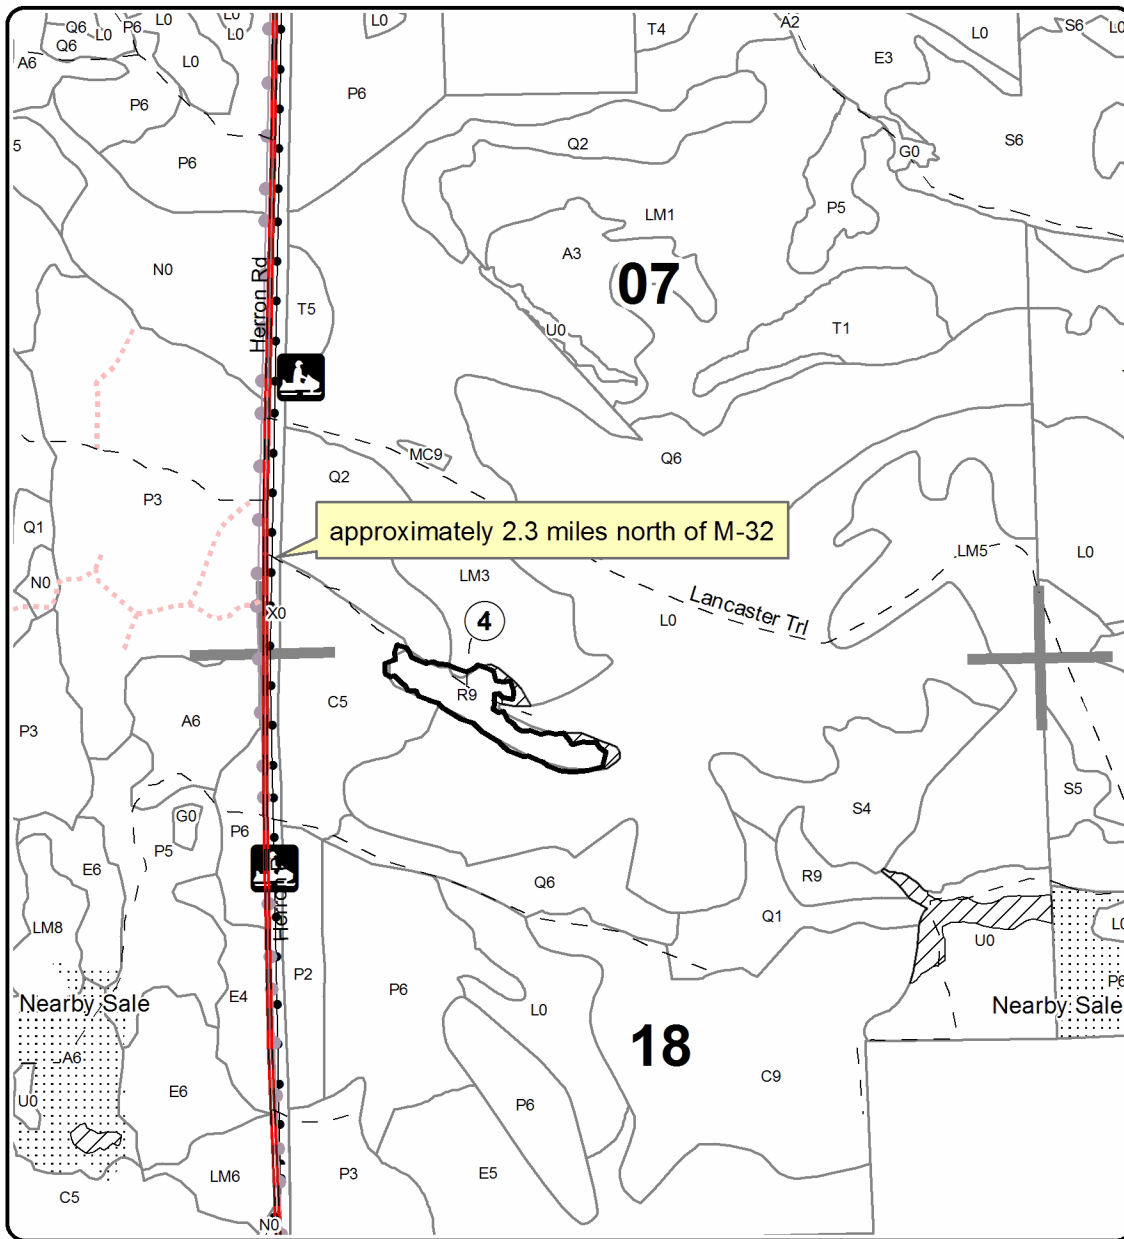 Q6
L0
P6
L0
L0
L0
L0
T4
A2
L0
S6
L0
Q6
A6
L0
E3
P6
P6
5
P6
Q2
G0
S6
P5
LM1
A3
N0
07
Herron Rd
T5
U0
T1
MC9
Q6
Q2
P3
Q1
approximately 2.3 miles north of M-32
LM5
L0
N0
LM3
Lancaster Trl
L0
X0
4
R9
C5
A6
P3
S5
S4
G0
P6
P5
E6
Q6
R9
Q1
LM8
U0
L0
P2
P6
P6
E4
L0
Nearby Sale
Nearby Sale
18
A6
C9
E6
U0
P6
E5
P3
LM6
C5
N0